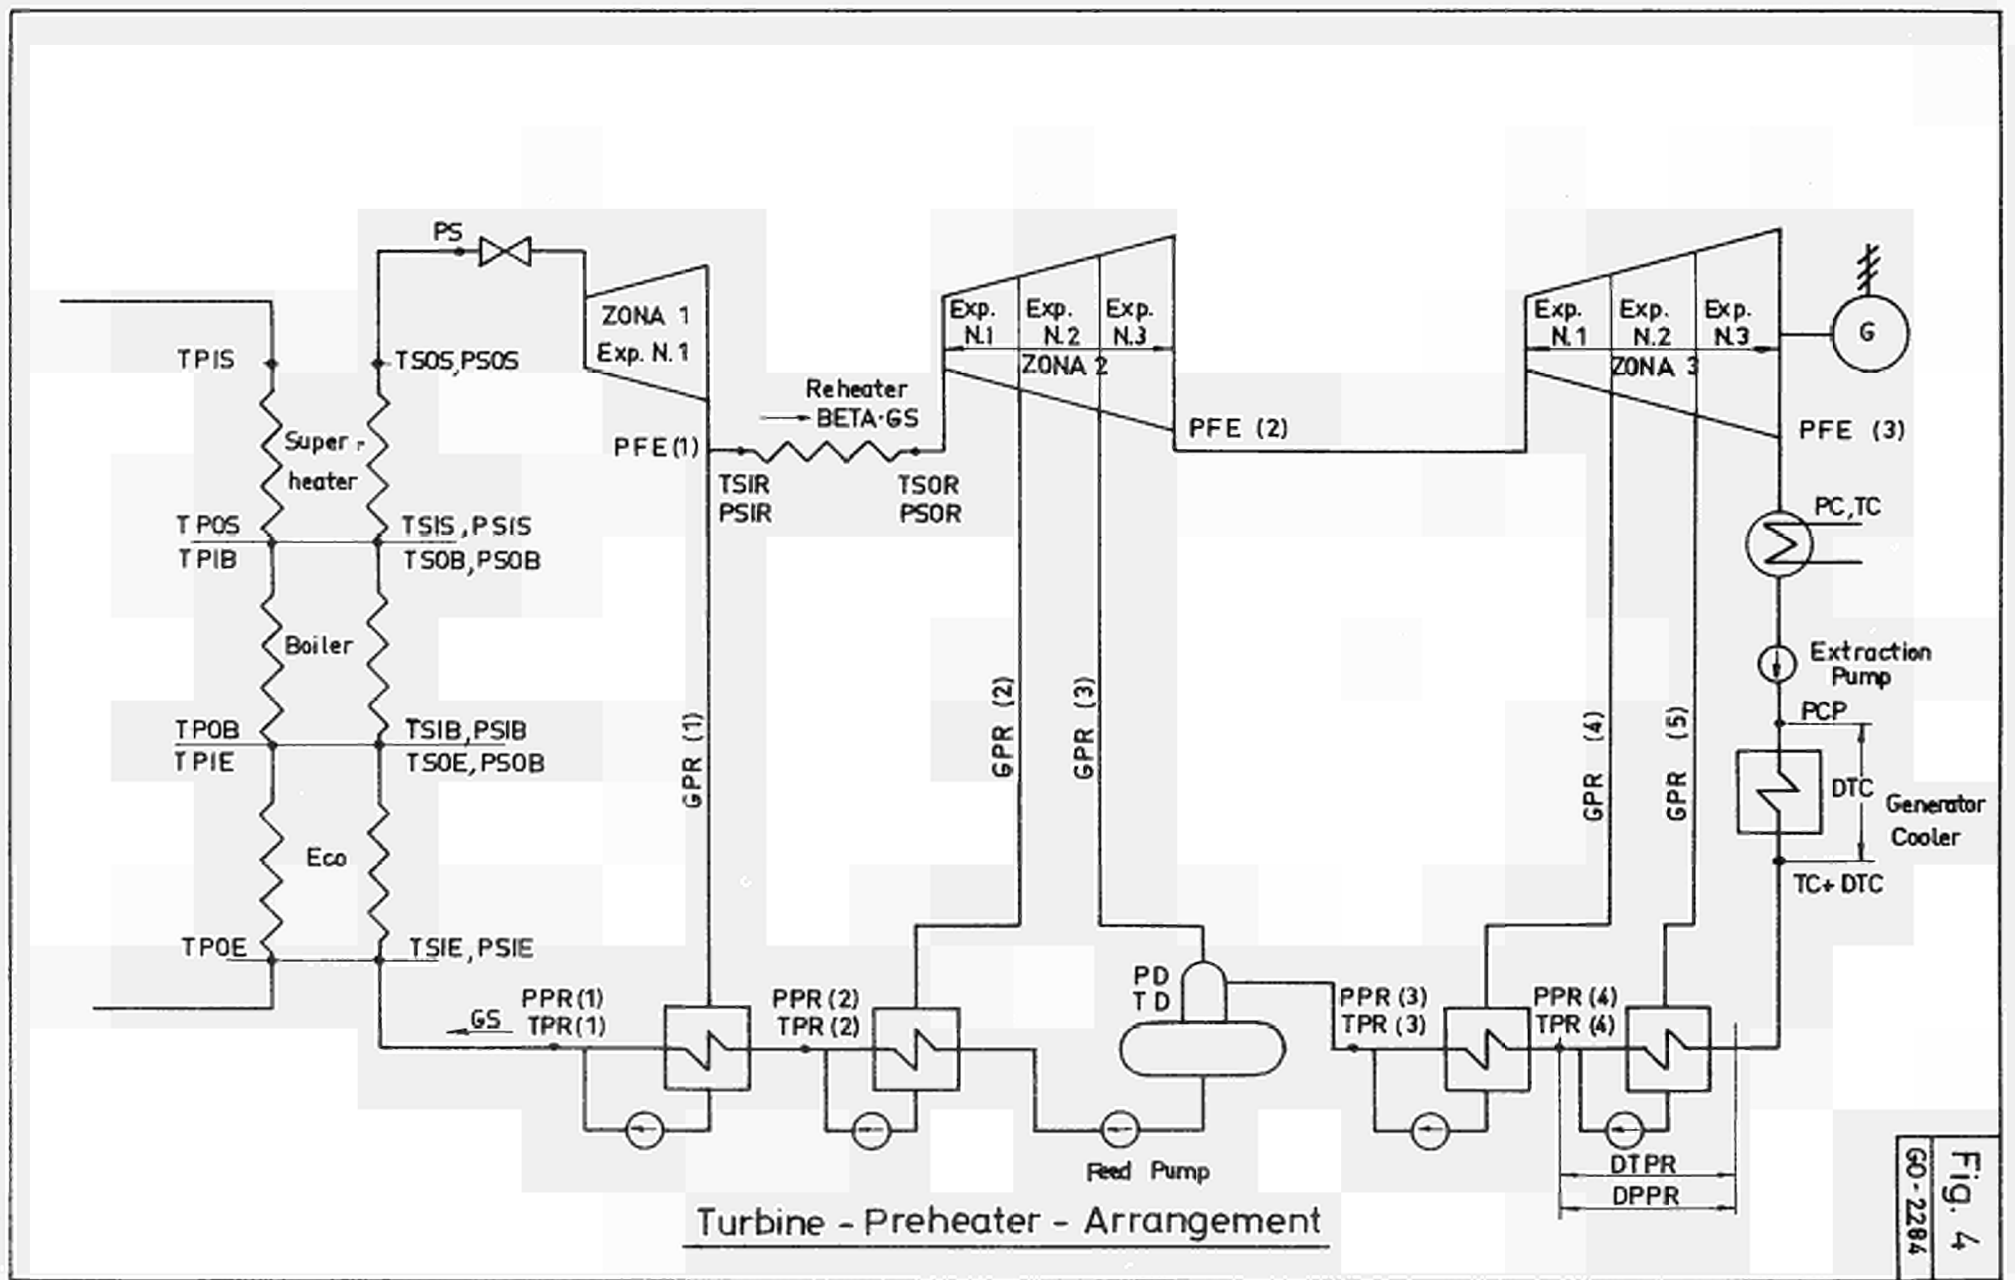 PS
TPIS
TSOS,PSOS
Super-
heater
TPOS
TSIS,PSIS
TPIB
TSOB,PSOB
Boiler
TPOB
TSIB,PSIB
TPIE
TSOE,PSOB
Eco
TPOE
TSIE,PSIE
ZONA 1
Exp. N.1
PFE(1)
Reheater
BETA·GS
TSIR
PSIR
TSOR
PSOR
Exp.
N.1
Exp.
N.2
Exp.
N.3
ZONA 2
PFE (2)
Exp.
N.1
Exp.
N.2
Exp.
N.3
ZONA 3
G
PFE (3)
PC,TC
Extraction
Pump
PCP
DTC
Generator
Cooler
TC+DTC
GPR (1)
GPR (2)
GPR (3)
GPR (4)
GPR (5)
GS
PPR(1)
TPR(1)
PPR(2)
TPR(2)
PD
TD
PPR(3)
TPR(3)
PPR(4)
TPR(4)
Feed Pump
DTPR
DPPR
Turbine - Preheater - Arrangement
Fig. 4
GO-2284